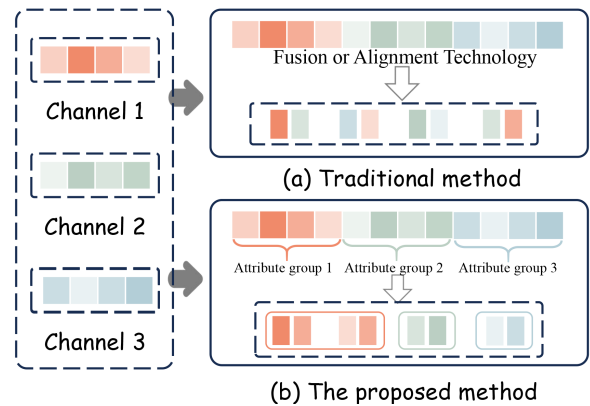 Channel 1
Channel 2
Channel 3
Fusion or Alignment Technology
(a) Traditional method
Attribute group 1 Attribute group 2 Attribute group 3
(b) The proposed method